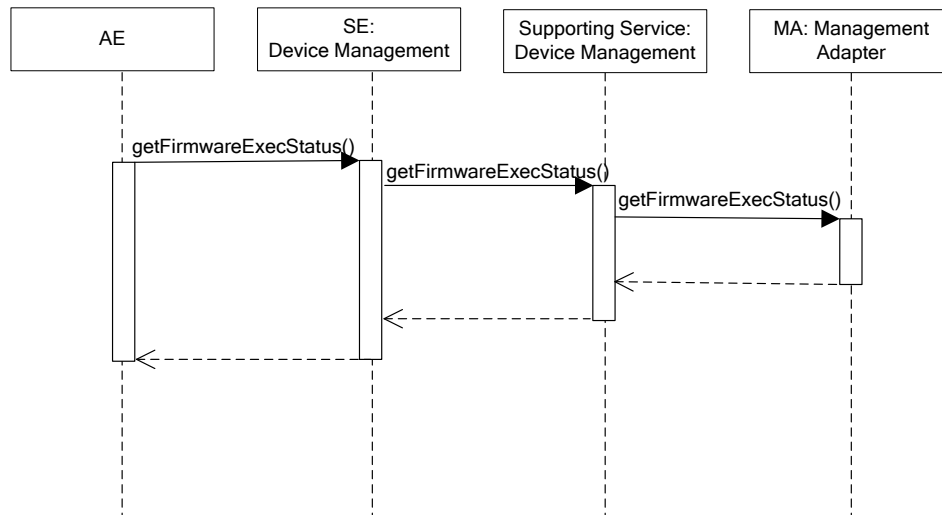 AE
SE:
Device Management
Supporting Service:
Device Management
MA: Management
Adapter
getFirmwareExecStatus()
getFirmwareExecStatus()
getFirmwareExecStatus()